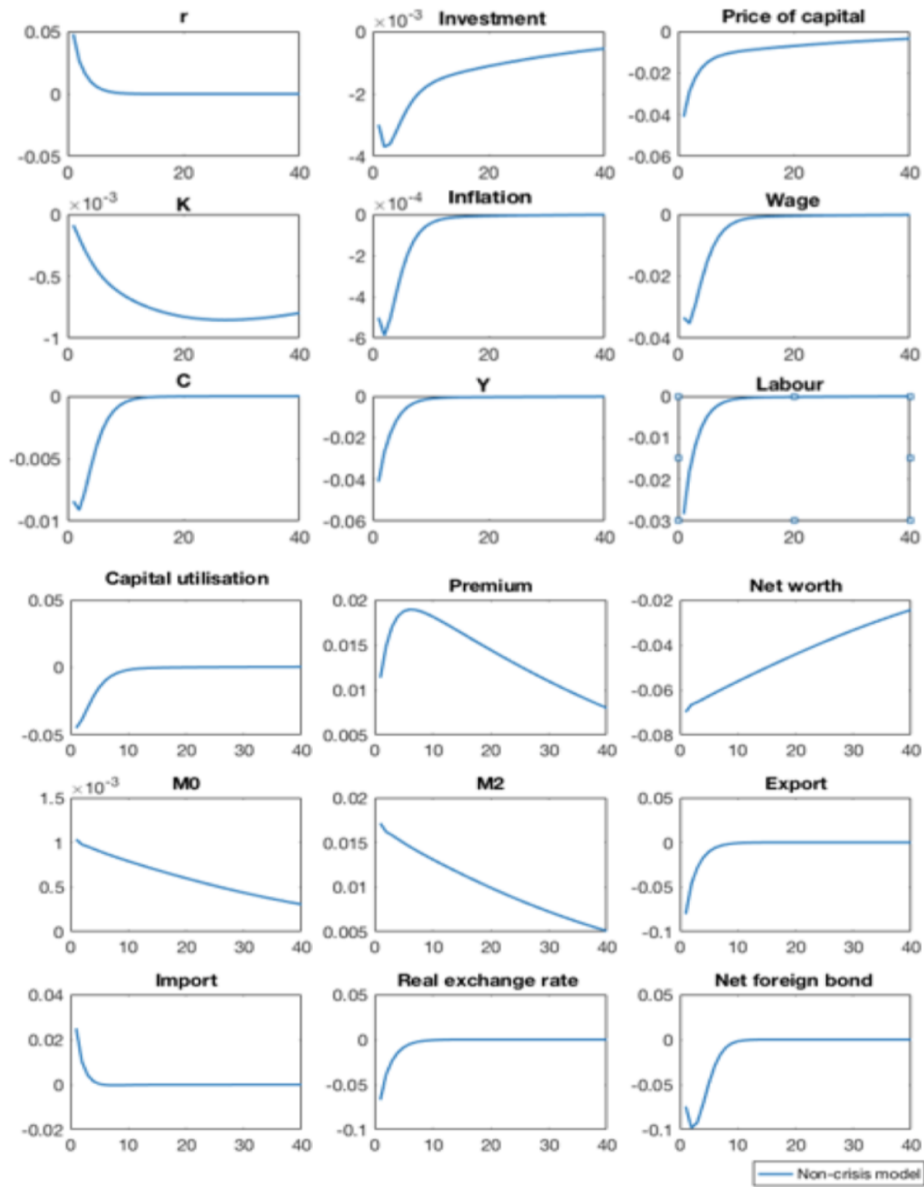 r Investment Price of capital
×10⁻³
0.05 0 0
-0.02
0 -2
-0.04
-0.05 -4 -0.06
0 20 40 0 20 40 0 20 40
K Inflation Wage
×10⁻³ ×10⁻⁴
0 0 0
-2
-0.5 -0.02
-4
-1 -6 -0.04
0 20 40 0 20 40 0 20 40
C Y Labour
0 0 0
-0.02 -0.01
-0.005
-0.04 -0.02
-0.01 -0.06 -0.03
0 20 40 0 20 40 0 20 40
Capital utilisation Premium Net worth
0.05 0.02 -0.02
0.015 -0.04
0
0.01 -0.06
-0.05 0.005 -0.08
0 10 20 30 40 0 10 20 30 40 0 10 20 30 40
M0 M2 Export
×10⁻³
1.5 0.02 0.05
1 0.015 0
0.5 0.01 -0.05
0 0.005 -0.1
0 10 20 30 40 0 10 20 30 40 0 10 20 30 40
Import Real exchange rate Net foreign bond
0.04 0.05 0.05
0.02 0 0
0 -0.05 -0.05
-0.02 -0.1 -0.1
0 10 20 30 40 0 10 20 30 40 0 10 20 30 40
Non-crisis model